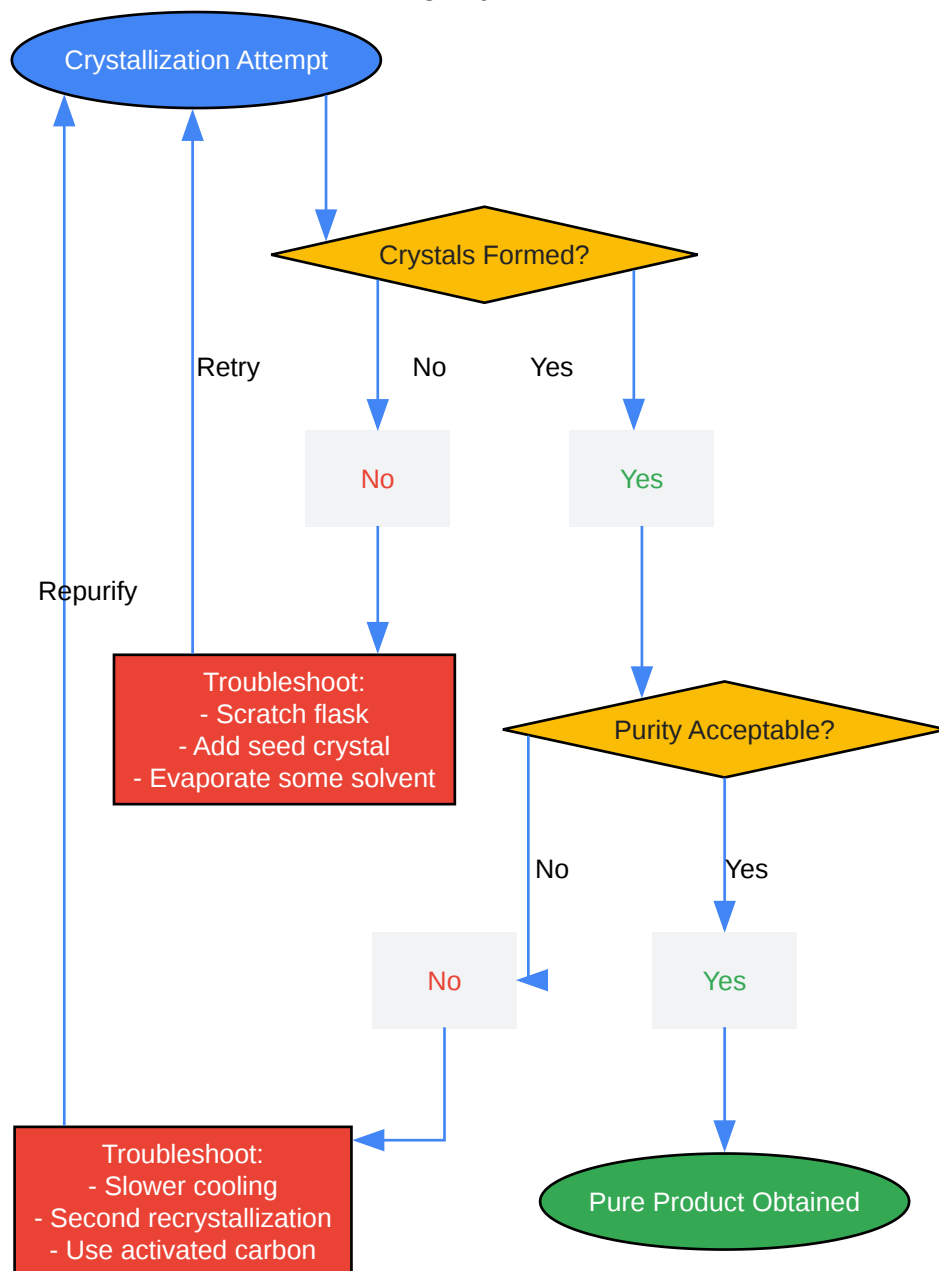 Crystallization Attempt
Crystals Formed?
Retry
No
Yes
No
Yes
Repurify
Troubleshoot:
- Scratch flask
- Add seed crystal
- Evaporate some solvent
Purity Acceptable?
No
Yes
No
Yes
Troubleshoot:
- Slower cooling
- Second recrystallization
- Use activated carbon
Pure Product Obtained